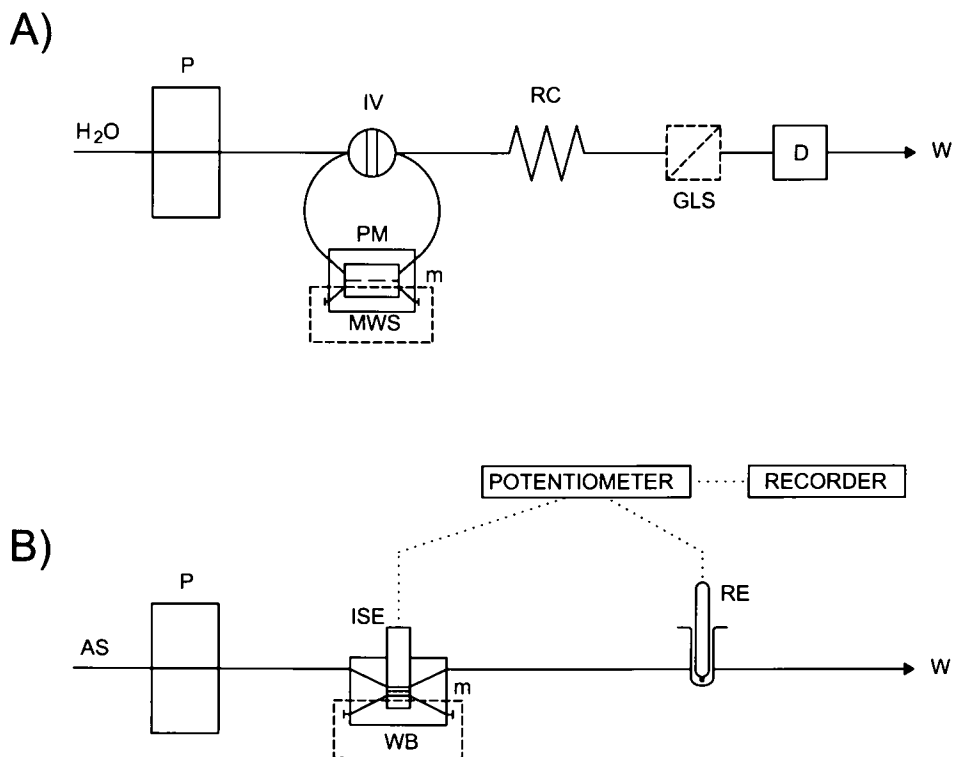 A)
P
IV
RC
H₂O
D
W
GLS
PM
m
MWS
POTENTIOMETER
RECORDER
B)
P
ISE
RE
AS
W
m
WB